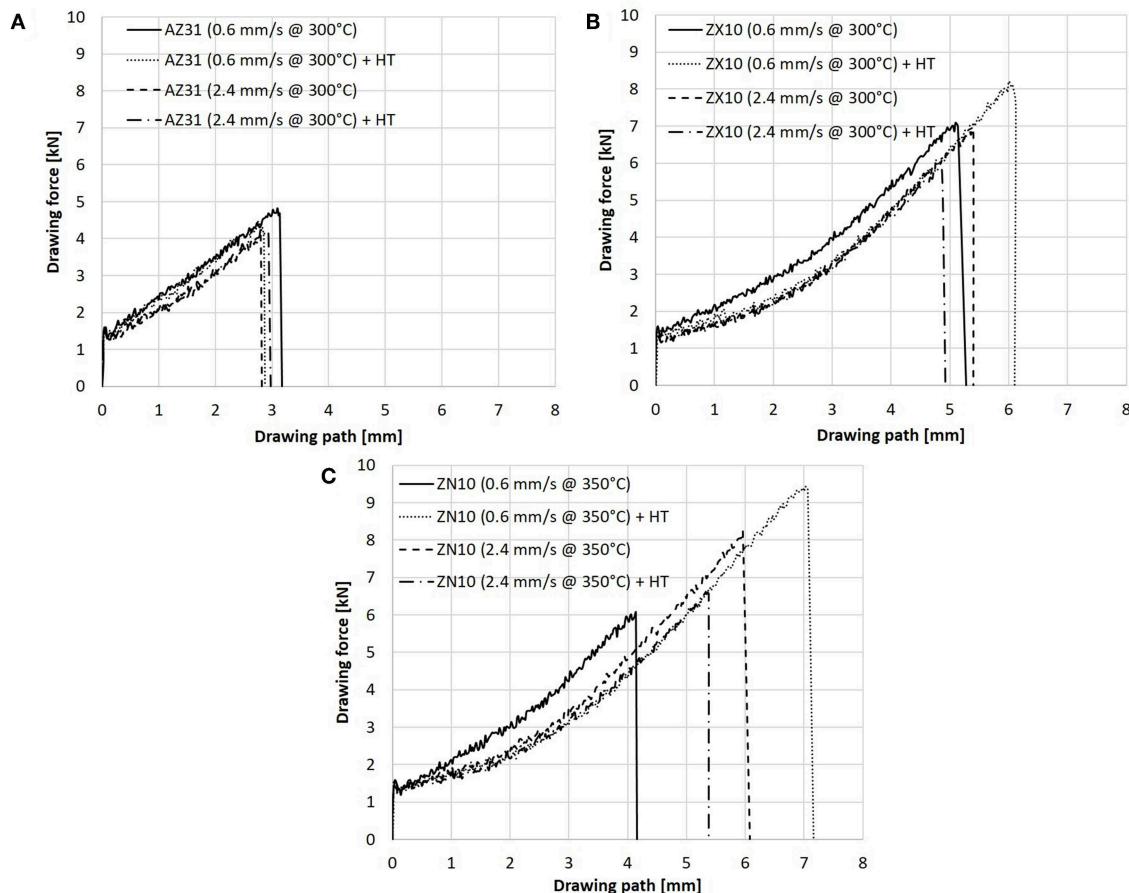 A
AZ31 (0.6 mm/s @ 300°C)
AZ31 (0.6 mm/s @ 300°C) + HT
AZ31 (2.4 mm/s @ 300°C)
AZ31 (2.4 mm/s @ 300°C) + HT
Drawing force [kN]
10
9
8
7
6
5
4
3
2
1
0
0 1 2 3 4 5 6 7 8
Drawing path [mm]
B
ZX10 (0.6 mm/s @ 300°C)
ZX10 (0.6 mm/s @ 300°C) + HT
ZX10 (2.4 mm/s @ 300°C)
ZX10 (2.4 mm/s @ 300°C) + HT
Drawing force [kN]
10
9
8
7
6
5
4
3
2
1
0
0 1 2 3 4 5 6 7 8
Drawing path [mm]
C
ZN10 (0.6 mm/s @ 350°C)
ZN10 (0.6 mm/s @ 350°C) + HT
ZN10 (2.4 mm/s @ 350°C)
ZN10 (2.4 mm/s @ 350°C) + HT
Drawing force [kN]
10
9
8
7
6
5
4
3
2
1
0
0 1 2 3 4 5 6 7 8
Drawing path [mm]